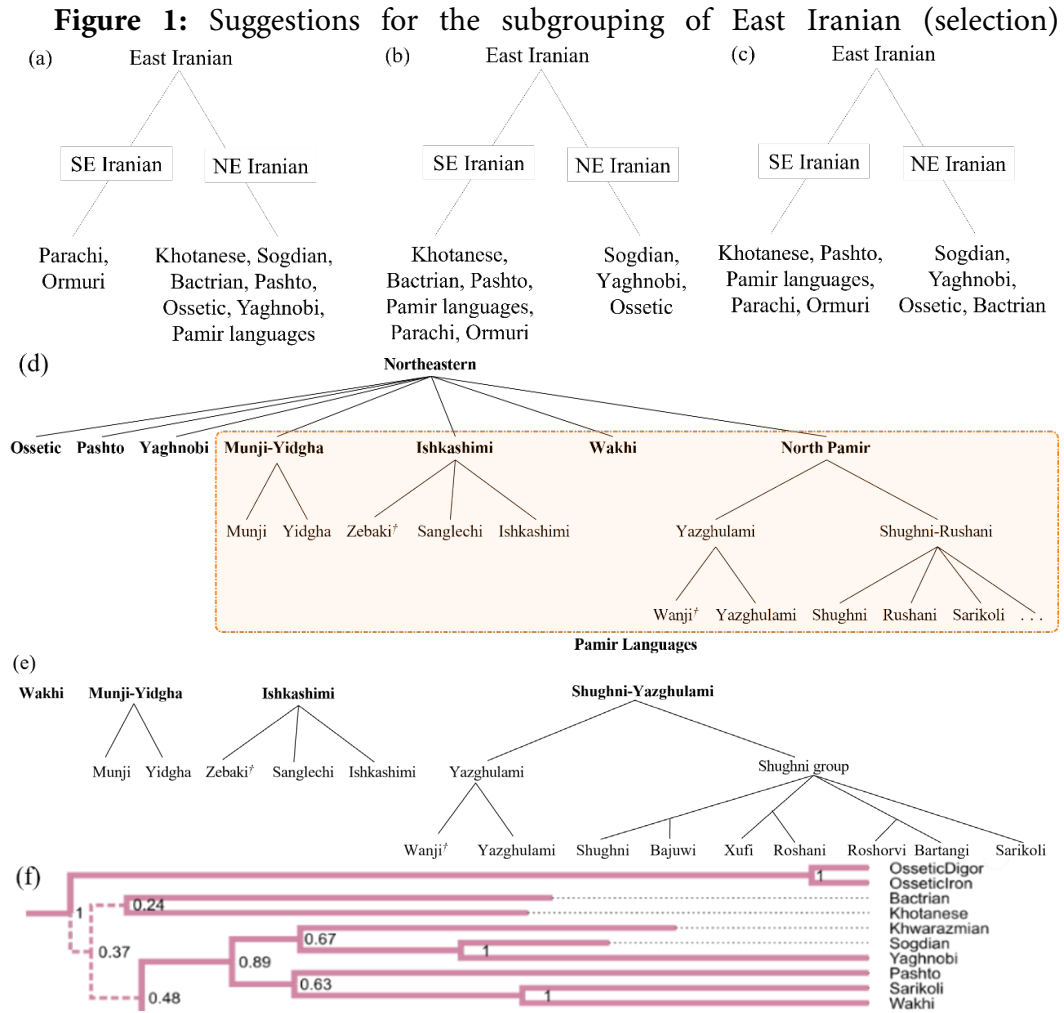 Figure 1: Suggestions for the subgrouping of East Iranian (selection)
(a)
East Iranian
SE Iranian
NE Iranian
Parachi,
Ormuri
Khotanese, Sogdian,
Bactrian, Pashto,
Ossetic, Yaghnobi,
Pamir languages
(b)
East Iranian
SE Iranian
NE Iranian
Khotanese,
Bactrian, Pashto,
Pamir languages,
Parachi, Ormuri
Sogdian,
Yaghnobi,
Ossetic
(c)
East Iranian
SE Iranian
NE Iranian
Khotanese, Pashto,
Pamir languages,
Parachi, Ormuri
Sogdian,
Yaghnobi,
Ossetic, Bactrian
(d)
Northeastern
Ossetic Pashto Yaghnobi Munji-Yidgha Ishkashimi Wakhi North Pamir
Munji Yidgha Zebaki† Sanglechi Ishkashimi Yazghulami Shughni-Rushani
Wanji† Yazghulami Shughni Rushani Sarikoli . . .
Pamir Languages
(e)
Wakhi Munji-Yidgha Ishkashimi Shughni-Yazghulami
Munji Yidgha Zebaki† Sanglechi Ishkashimi Yazghulami Shughni group
Wanji† Yazghulami Shughni Bajuwi Xufi Roshani Roshorvi Bartangi Sarikoli
(f)
OsseticDigor
1
OsseticIron
Bactrian
0.24
1
Khotanese
Khwarazmian
0.67
Sogdian
0.37
1
Yaghnobi
0.89
Pashto
0.63
Sarikoli
0.48
1
Wakhi